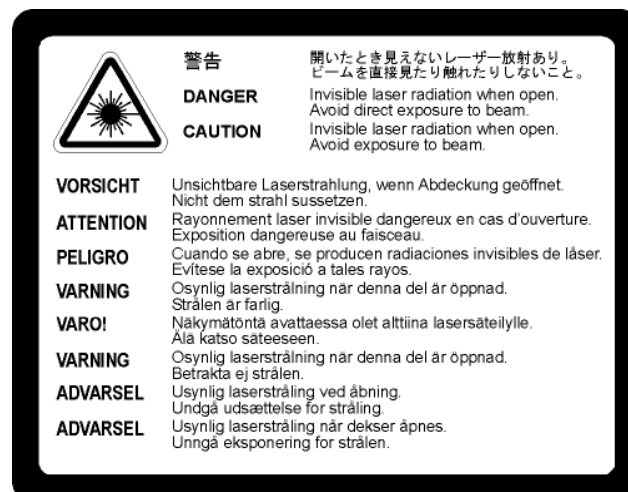 警告 開いたとき見えないレーザー放射あり。
ビームを直接見たり触れたりしないこと。
DANGER Invisible laser radiation when open.
Avoid direct exposure to beam.
CAUTION Invisible laser radiation when open.
Avoid exposure to beam.
VORSICHT Unsichtbare Laserstrahlung, wenn Abdeckung geöffnet.
Nicht dem strahl sussetzen.
ATTENTION Rayonnement laser invisible dangereux en cas d'ouverture.
Exposition dangereuse au faisceau.
PELIGRO Cuando se abre, se producen radiaciones invisibles de låser.
Evítese la exposició a tales rayos.
VARNING Osynlig laserstrålning när denna del är öppnad.
Strålen är farlig.
VARO! Näkymätöntä avattaessa olet alttiina lasersäteilylle.
Älä katso säteeseen.
VARNING Osynlig laserstrålning när denna del är öppnad.
Betrakta ej strålen.
ADVARSEL Usynlig laserstråling ved åbning.
Undgå udsættelse for stråling.
ADVARSEL Usynlig laserstråling når dekser åpnes.
Unngå eksponering for strålen.